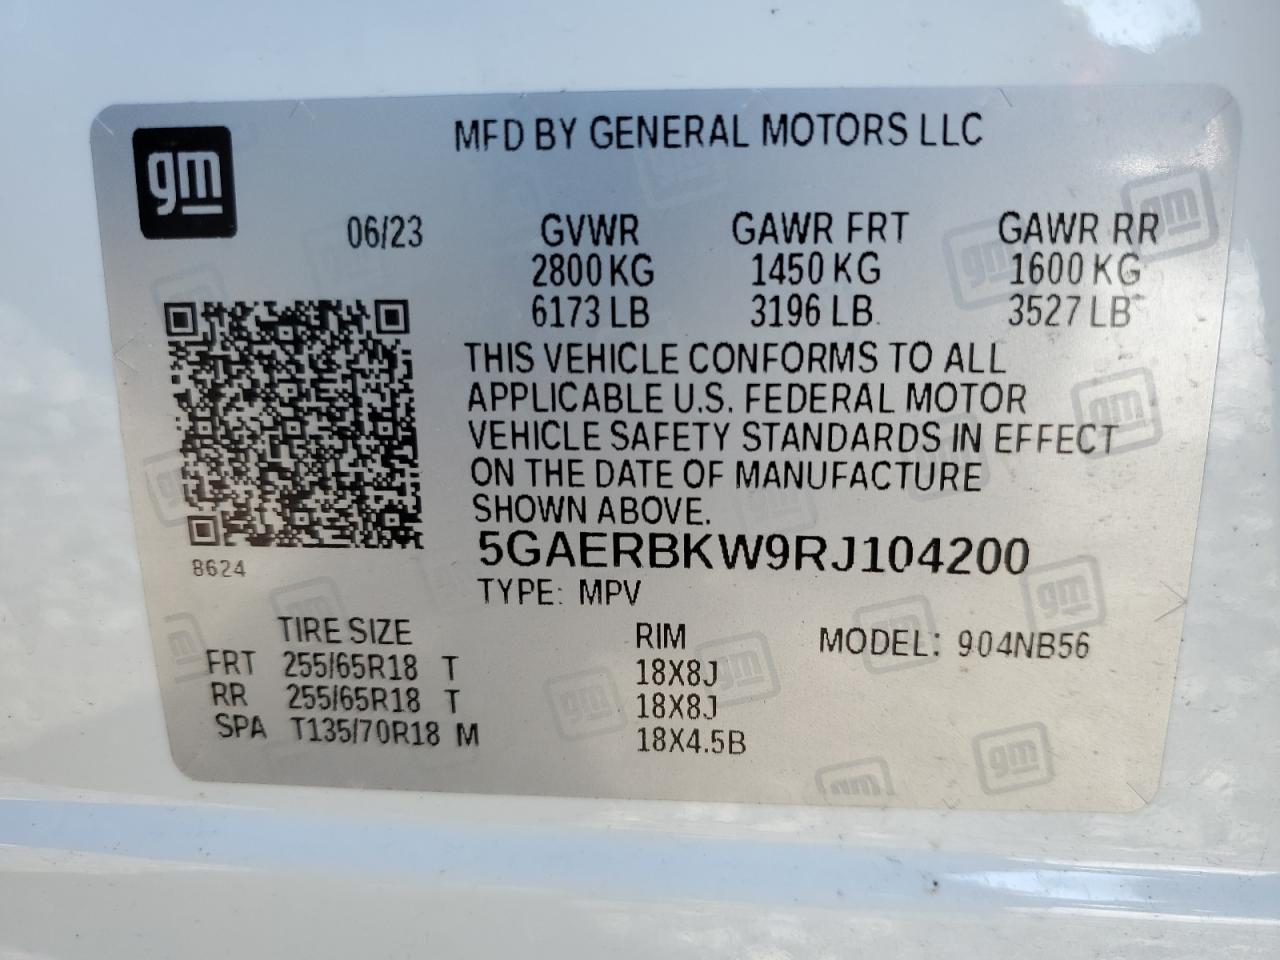 MFD BY GENERAL MOTORS LLC
gm
06/23 GVWR GAWR FRT GAWR RR
2800 KG 1450 KG 1600 KG
6173 LB 3196 LB 3527 LB
THIS VEHICLE CONFORMS TO ALL
APPLICABLE U.S. FEDERAL MOTOR
VEHICLE SAFETY STANDARDS IN EFFECT
ON THE DATE OF MANUFACTURE
SHOWN ABOVE.
5GAERBKW9RJ104200
8624
TYPE: MPV
TIRE SIZE RIM MODEL: 904NB56
FRT 255/65R18 T 18X8J
RR 255/65R18 T 18X8J
SPA T135/70R18 M 18X4.5B